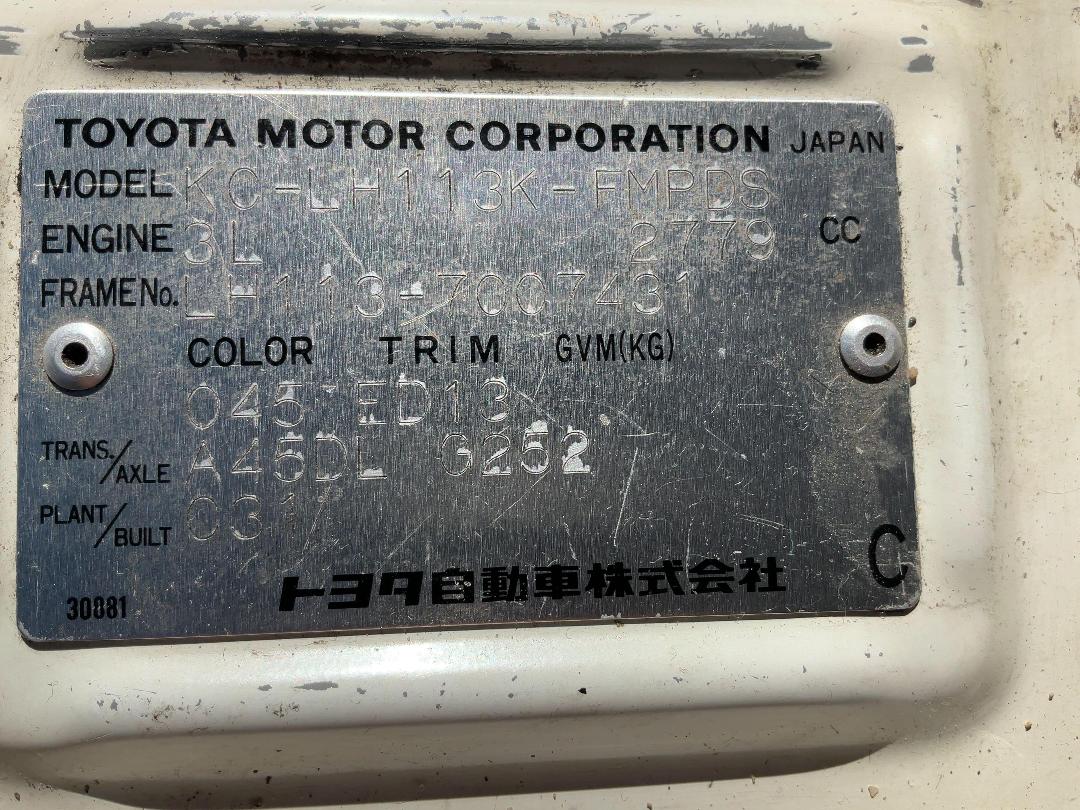 TOYOTA MOTOR CORPORATION JAPAN
MODEL KC-LH113K-FMPDS
ENGINE 3L 2779 CC
FRAME No. LH113-7007431
COLOR TRIM GVM(KG)
045 ED13
TRANS./AXLE A45DL G252
PLANT/BUILT C31
トヨタ自動車株式会社 C
30881